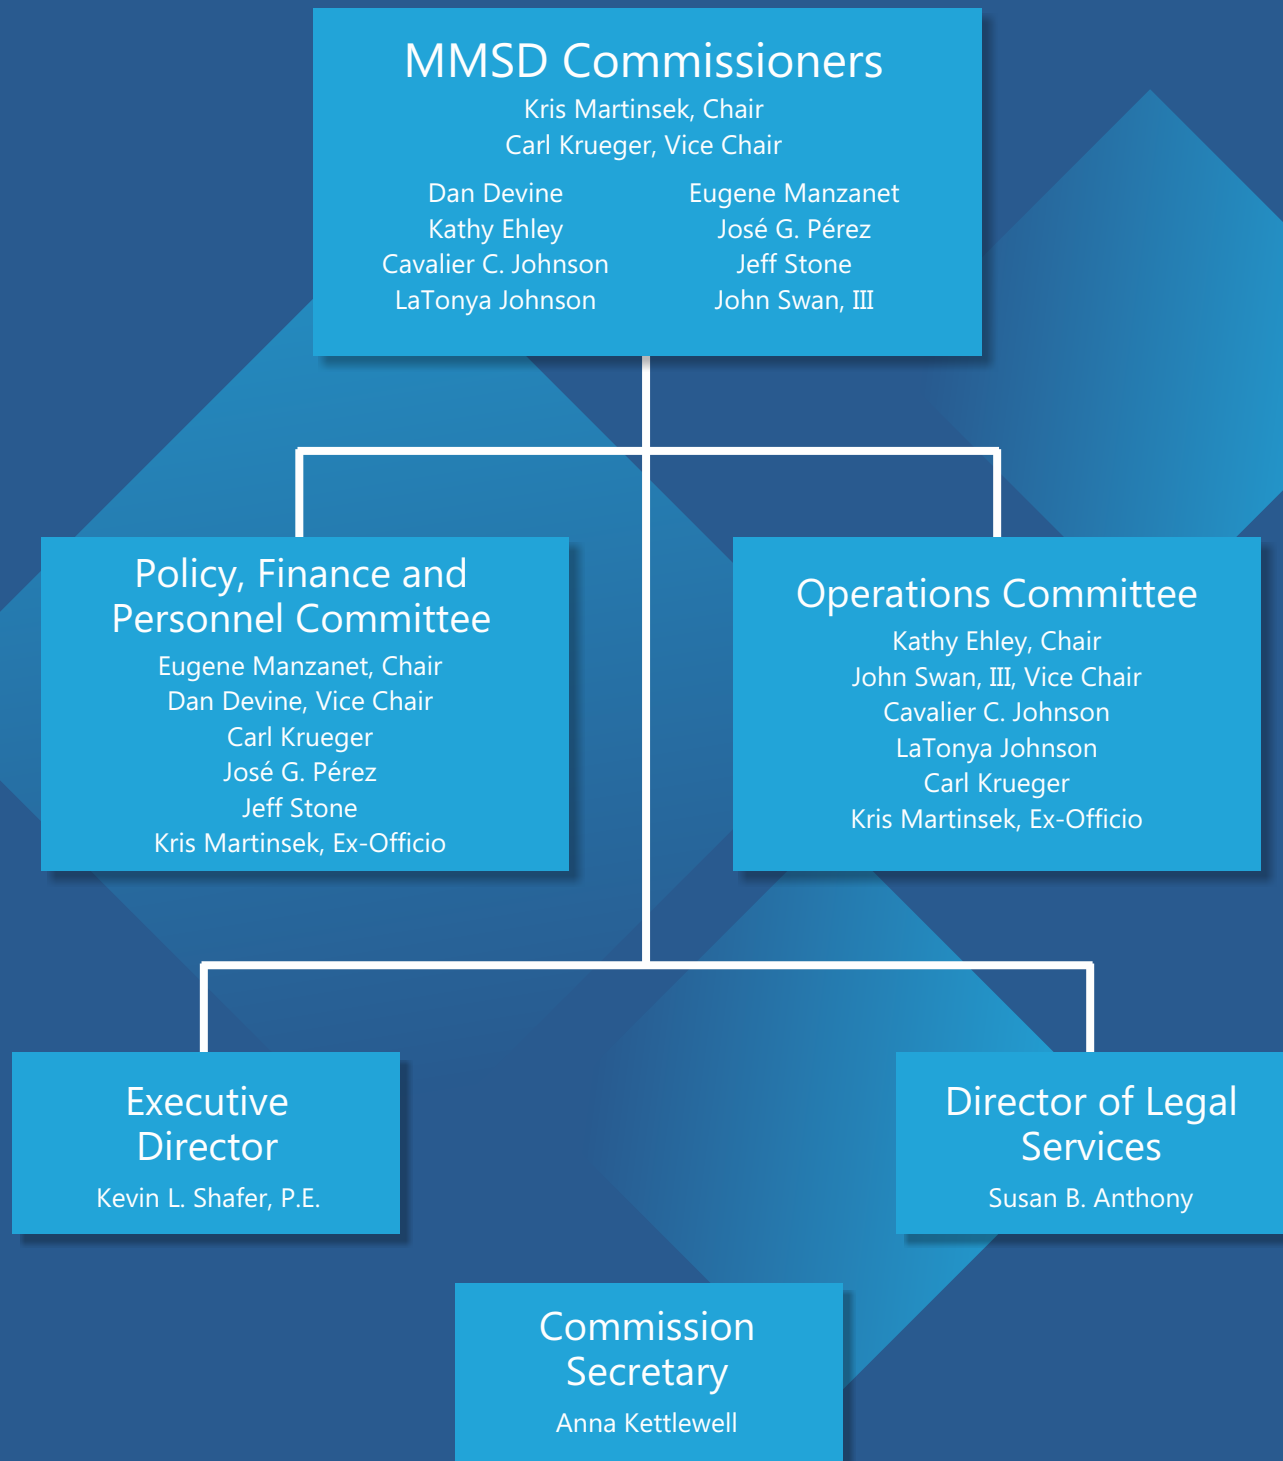 MMSD Commissioners
Kris Martinsek, Chair
Carl Krueger, Vice Chair
Dan Devine
Kathy Ehley
Cavalier C. Johnson
LaTonya Johnson
Eugene Manzanet
José G. Pérez
Jeff Stone
John Swan, III
Policy, Finance and
Personnel Committee
Eugene Manzanet, Chair
Dan Devine, Vice Chair
Carl Krueger
José G. Pérez
Jeff Stone
Kris Martinsek, Ex-Officio
Operations Committee
Kathy Ehley, Chair
John Swan, III, Vice Chair
Cavalier C. Johnson
LaTonya Johnson
Carl Krueger
Kris Martinsek, Ex-Officio
Executive
Director
Kevin L. Shafer, P.E.
Director of Legal
Services
Susan B. Anthony
Commission
Secretary
Anna Kettlewell